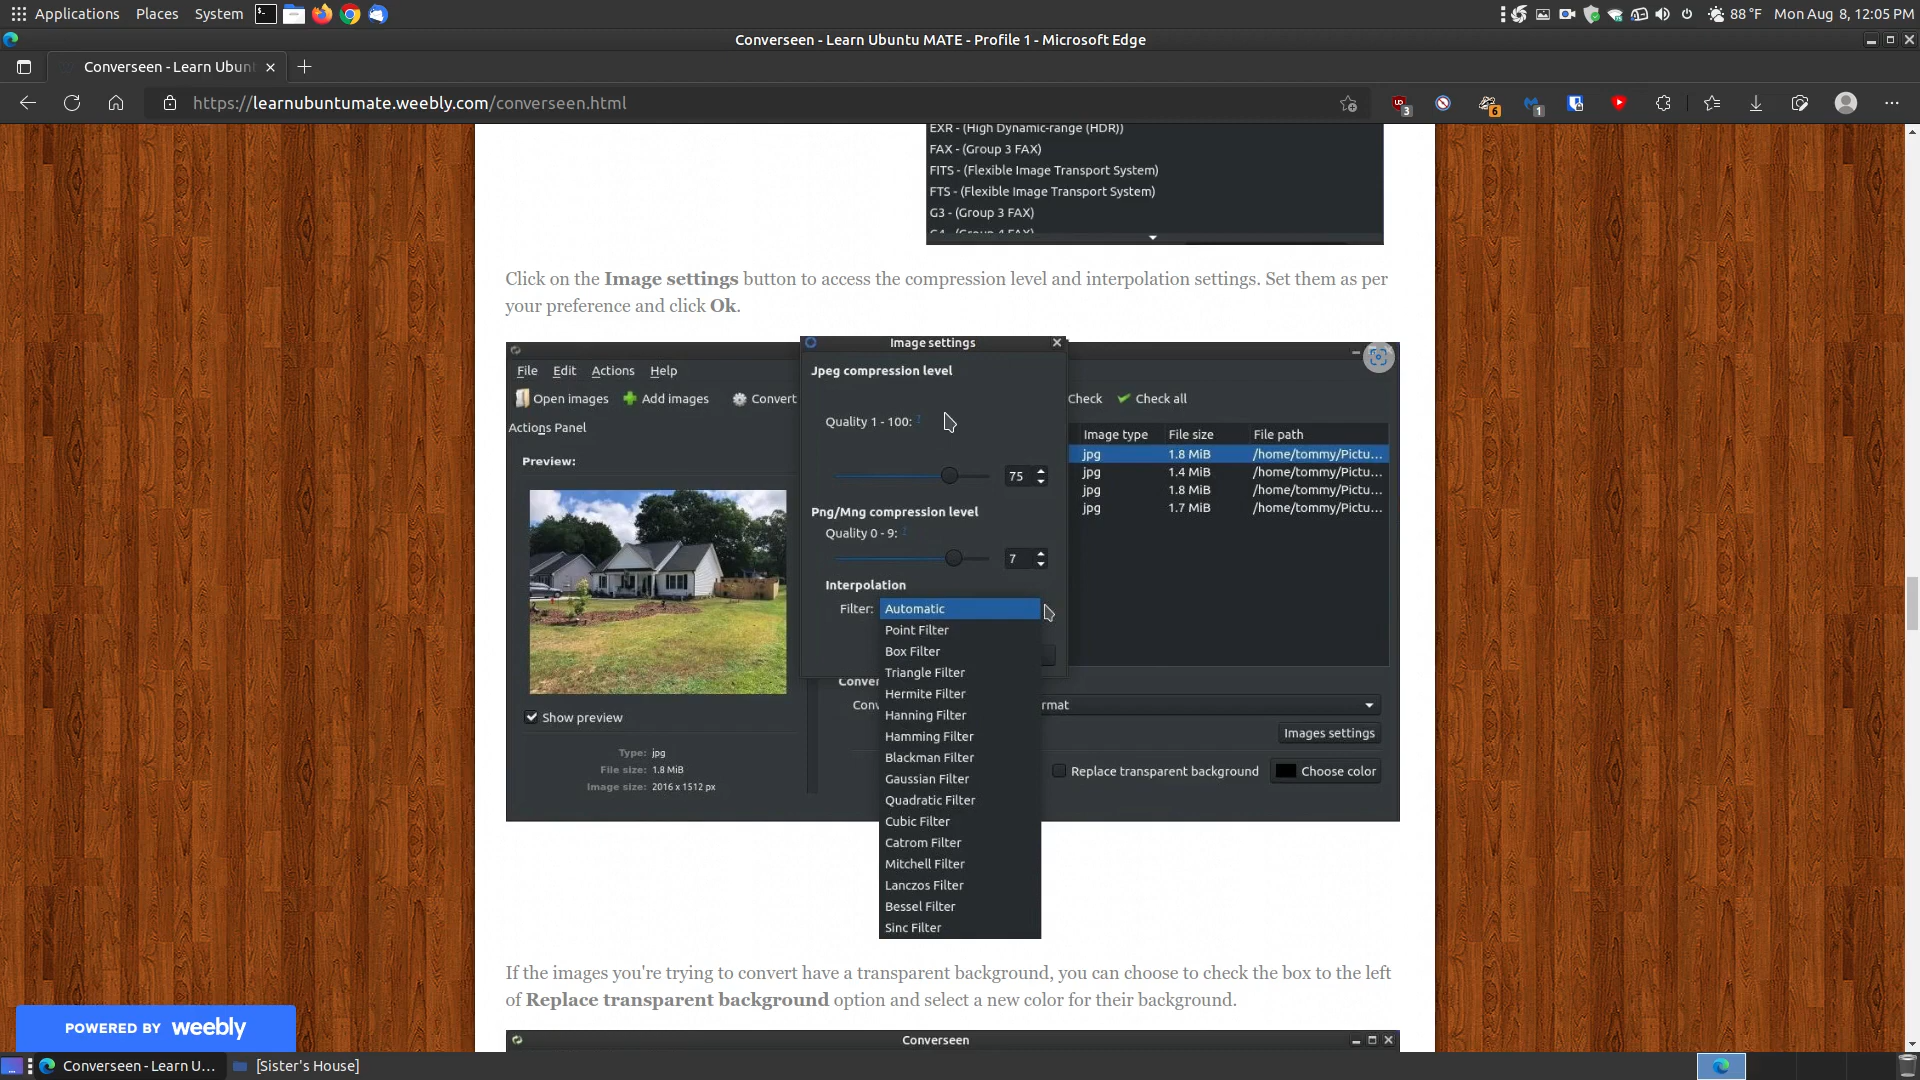 Applications Places System 88 °F Mon Aug 8, 12:05 PM
Converseen - Learn Ubuntu MATE - Profile 1 - Microsoft Edge
Converseen - Learn Ubun
https://learnubuntumate.weebly.com/converseen.html 3 6 1
EXR - (High Dynamic-range (HDR))
FAX - (Group 3 FAX)
FITS - (Flexible Image Transport System)
FTS - (Flexible Image Transport System)
G3 - (Group 3 FAX)
G4 - (Group 4 FAX)
Click on the Image settings button to access the compression level and interpolation settings. Set them as per
your preference and click Ok.
Image settings
File Edit Actions Help
Jpeg compression level
Open images Add images Convert
Check Check all
Actions Panel
Quality 1 - 100:
Image type File size File path
Preview:
jpg 1.8 MiB /home/tommy/Pictu...
jpg 1.4 MiB /home/tommy/Pictu...
jpg 1.8 MiB /home/tommy/Pictu...
jpg 1.7 MiB /home/tommy/Pictu...
75
Png/Mng compression level
Quality 0 - 9:
7
Interpolation
Filter: Automatic
Point Filter
Box Filter
Triangle Filter
Hermite Filter
Hanning Filter
Hamming Filter
Blackman Filter
Gaussian Filter
Quadratic Filter
Cubic Filter
Catrom Filter
Mitchell Filter
Lanczos Filter
Bessel Filter
Sinc Filter
Conver
Conv rmat
Images settings
Replace transparent background Choose color
Show preview
Type: jpg
File size: 1.8 MiB
Image size: 2016 x 1512 px
If the images you're trying to convert have a transparent background, you can choose to check the box to the left
of Replace transparent background option and select a new color for their background.
POWERED BY weebly
Converseen
Converseen - Learn U... [Sister's House]